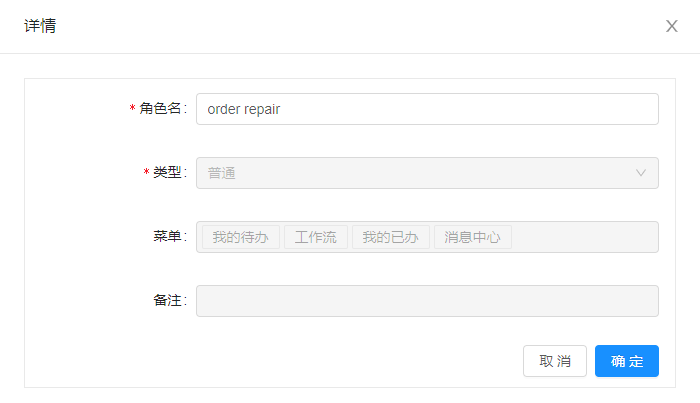 详情
* 角色名: order repair
* 类型: 普通
菜单: 我的待办 工作流 我的已办 消息中心
备注:
取 消 确 定